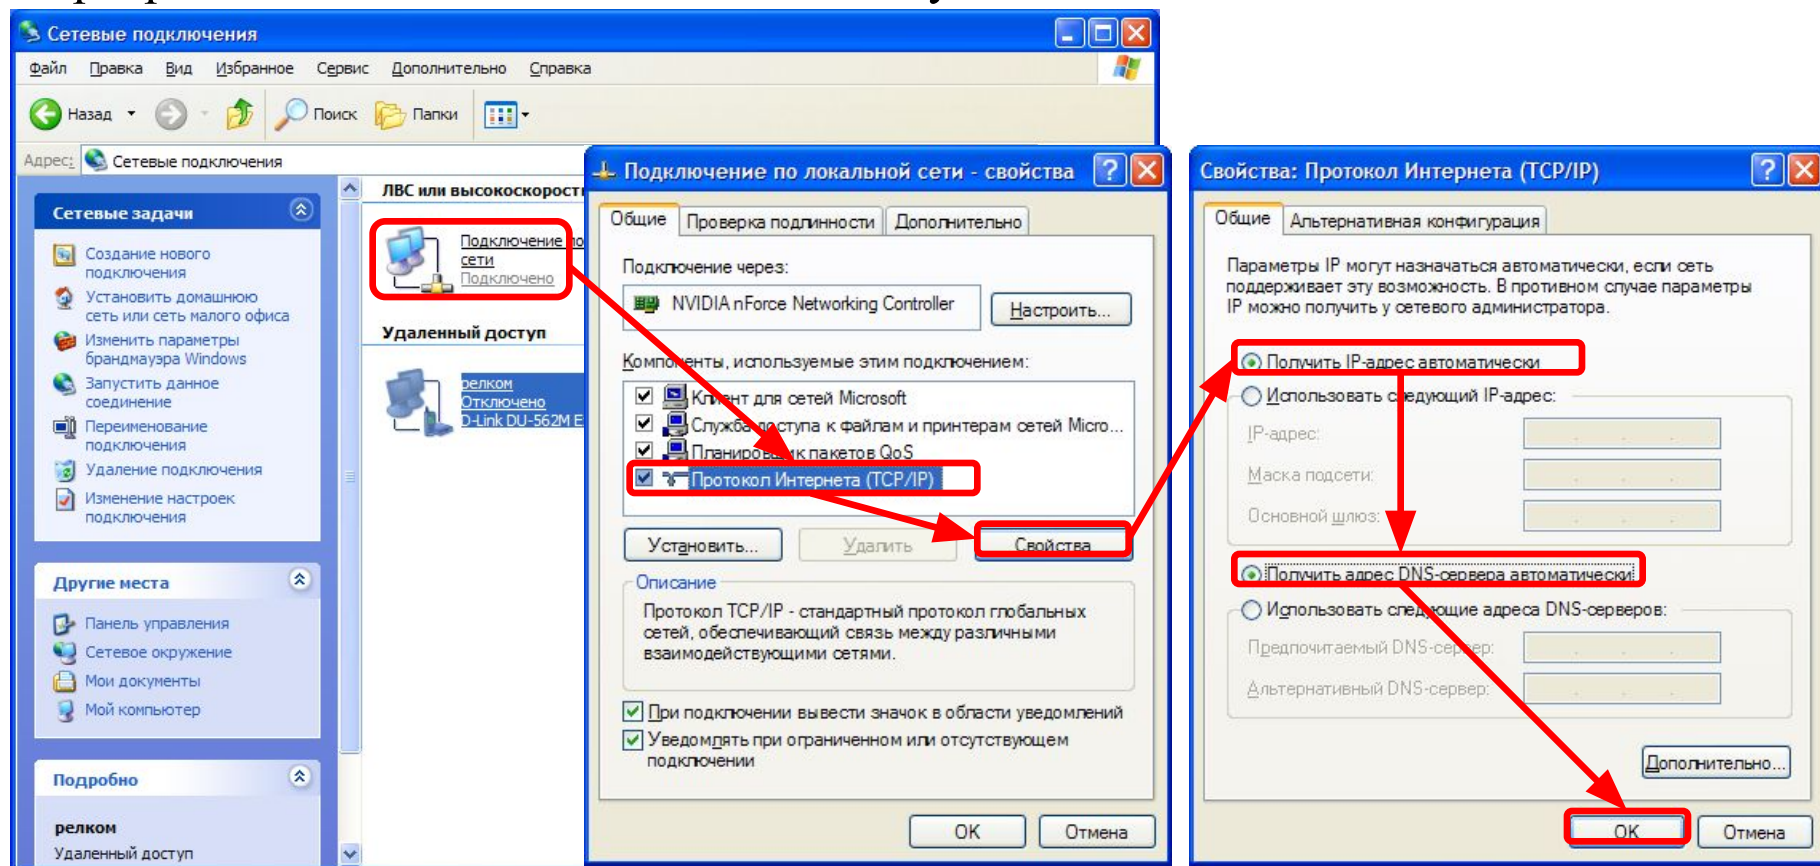 Сетевые подключения
Файл Правка Вид Избранное Сервис Дополнительно Справка
Назад Поиск Папки
Адрес: Сетевые подключения
Сетевые задачи
Создание нового
подключения
Установить домашнюю
сеть или сеть малого офиса
Изменить параметры
брандмауэра Windows
Запустить данное
соединение
Переименование
подключения
Удаление подключения
Изменение настроек
подключения
Другие места
Панель управления
Сетевое окружение
Мои документы
Мой компьютер
Подробно
релком
Удаленный доступ
ЛВС или высокоскорост
Подключение по
сети
Подключено
Удаленный доступ
релком
Отключено
D-Link DU-562M E
Подключение по локальной сети - свойства
Общие Проверка подлинности Дополнительно
Подключение через:
NVIDIA nForce Networking Controller
Настроить...
Компоненты, используемые этим подключением:
Клиент для сетей Microsoft
Служба доступа к файлам и принтерам сетей Micro...
Планировщик пакетов QoS
Протокол Интернета (TCP/IP)
Установить... Удалить Свойства
Описание
Протокол TCP/IP - стандартный протокол глобальных
сетей, обеспечивающий связь между различными
взаимодействующими сетями.
При подключении вывести значок в области уведомлений
Уведомлять при ограниченном или отсутствующем
подключении
OK Отмена
Свойства: Протокол Интернета (TCP/IP)
Общие Альтернативная конфигурация
Параметры IP могут назначаться автоматически, если сеть
поддерживает эту возможность. В противном случае параметры
IP можно получить у сетевого администратора.
Получить IP-адрес автоматически
Использовать следующий IP-адрес:
IP-адрес:
Маска подсети:
Основной шлюз:
Получить адрес DNS-сервера автоматически
Использовать следующие адреса DNS-серверов:
Предпочитаемый DNS-сервер:
Альтернативный DNS-сервер:
Дополнительно...
OK Отмена